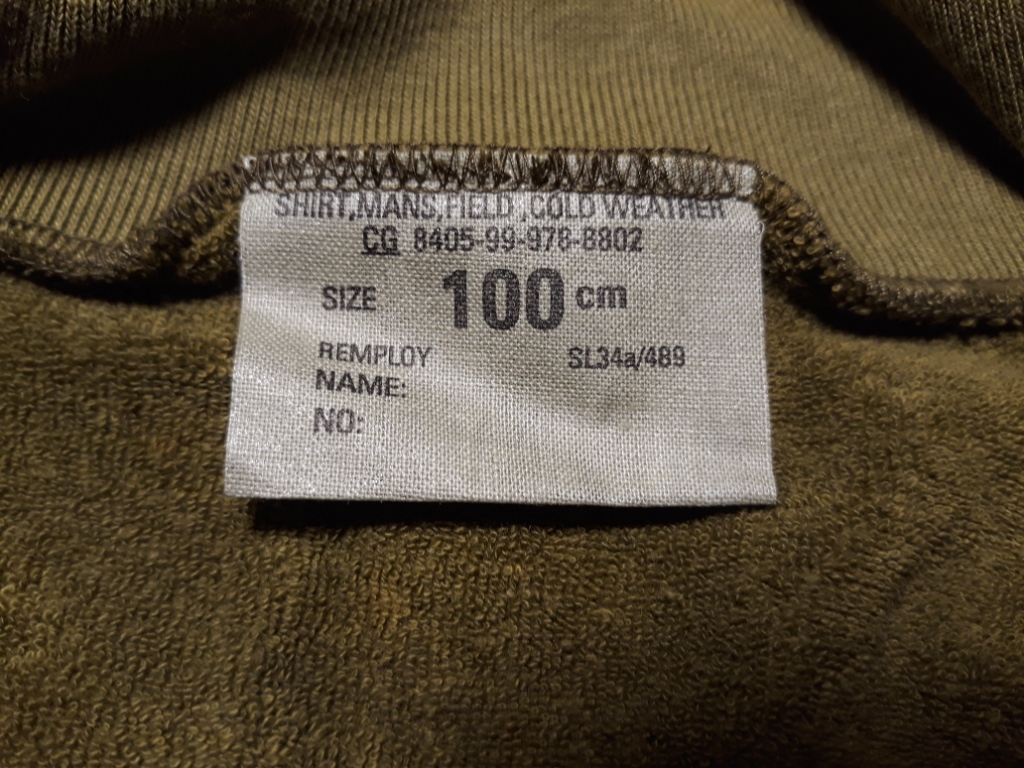 SHIRT,MANS,FIELD ,COLD WEATHER
CG 8405-99-978-8802
SIZE 100 cm
REMPLOY SL34a/489
NAME:
NO: